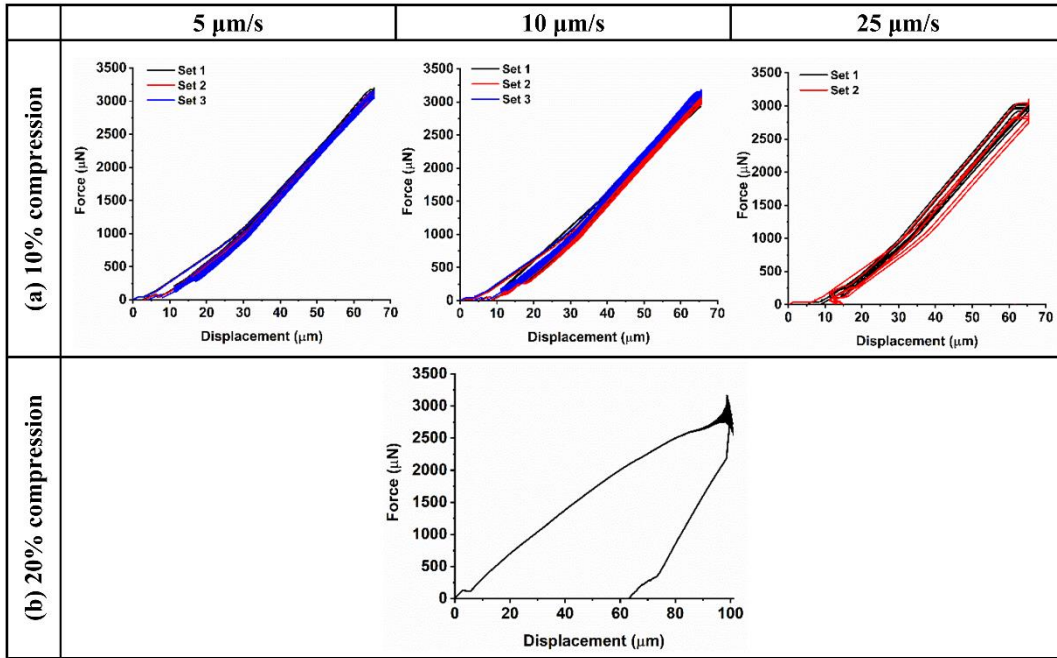 5 μm/s
10 μm/s
25 μm/s
(a) 10% compression
3500
3000
2500
2000
1500
1000
500
0
Force (μN)
Set 1
Set 2
Set 3
0 10 20 30 40 50 60 70
Displacement (μm)
3500
3000
2500
2000
1500
1000
500
0
Force (μN)
Set 1
Set 2
Set 3
0 10 20 30 40 50 60 70
Displacement (μm)
3500
3000
2500
2000
1500
1000
500
0
Force (μN)
Set 1
Set 2
0 10 20 30 40 50 60 70
Displacement (μm)
(b) 20% compression
3500
3000
2500
2000
1500
1000
500
0
Force (μN)
0 20 40 60 80 100
Displacement (μm)